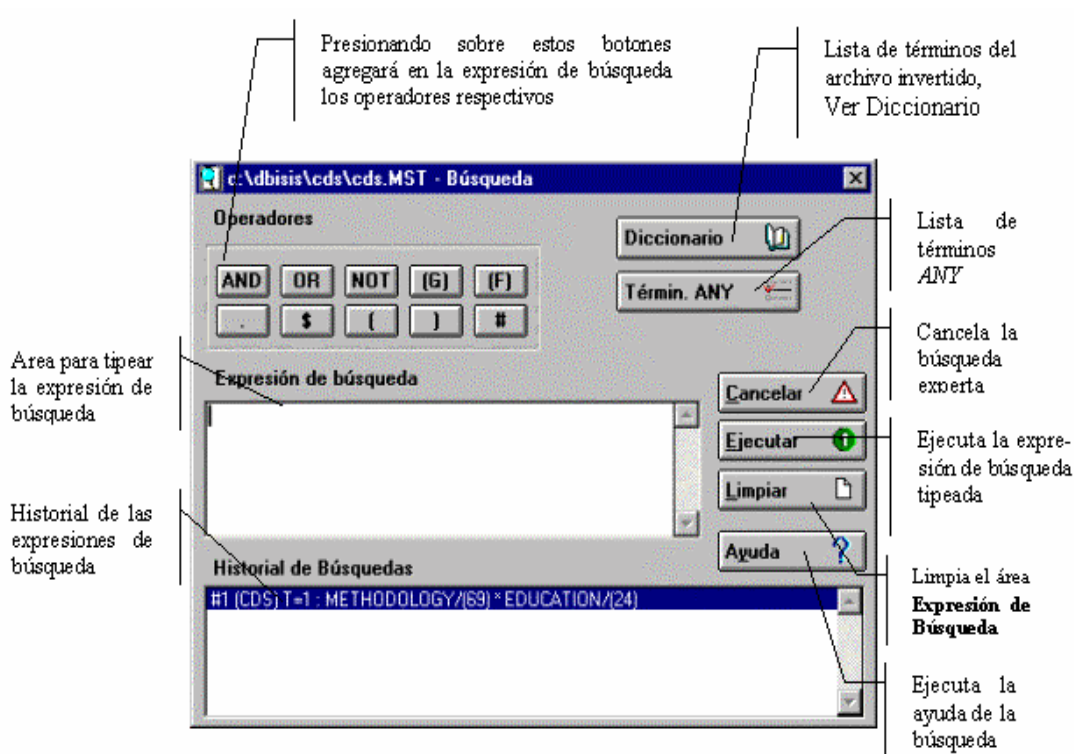 Presionando sobre estos botones
agregará en la expresión de búsqueda
los operadores respectivos
Lista de términos del
archivo invertido,
Ver Diccionario
c:\dbisis\cds\cds.MST - Búsqueda
Operadores
AND OR NOT (G) (F)
. $ ( ) #
Diccionario
Términ. ANY
Lista de
términos
ANY
Cancela la
búsqueda
experta
Area para tipear
la expresión de
búsqueda
Expresión de búsqueda
Cancelar
Ejecutar
Limpiar
Ayuda
Ejecuta la expre-
sión de búsqueda
tipeada
Historial de las
expresiones de
búsqueda
Historial de Búsquedas
#1 (CDS) T=1 : METHODOLOGY/(69) * EDUCATION/(24)
Limpia el área
Expresión de
Búsqueda
Ejecuta la
ayuda de la
búsqueda